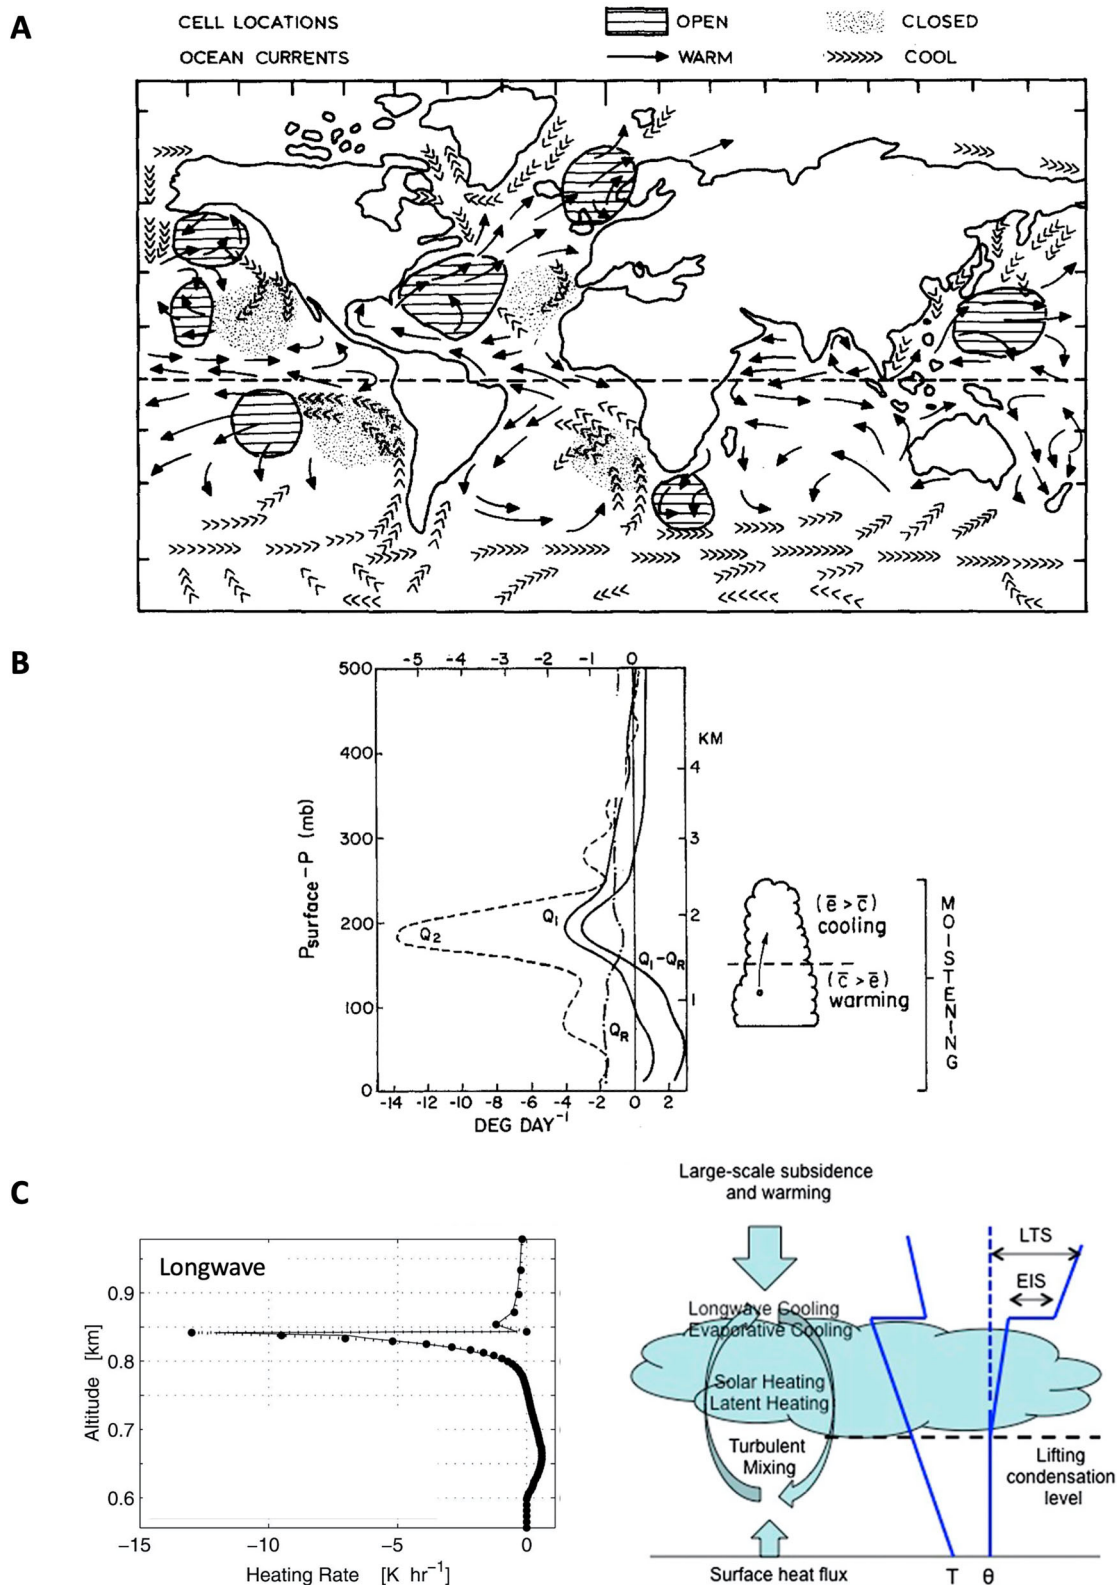 A
CELL LOCATIONS
OPEN
CLOSED
OCEAN CURRENTS
WARM
COOL
B
-5 -4 -3 -2 -1 0
500
400
300
200
100
0
P surface - P (mb)
KM
4
3
2
1
Q2
Q1
Q1-QR
QR
-14 -12 -10 -8 -6 -4 -2 0 2
DEG DAY-1
(e̅ > c̅)
cooling
(c̅ > e̅)
warming
MOISTENING
C
Longwave
0.9
0.8
0.7
0.6
Altitude [km]
−15 −10 −5 0
Heating Rate [K hr−1]
Large-scale subsidence
and warming
LTS
EIS
Longwave Cooling
Evaporative Cooling
Solar Heating
Latent Heating
Turbulent
Mixing
Lifting
condensation
level
Surface heat flux
T θ